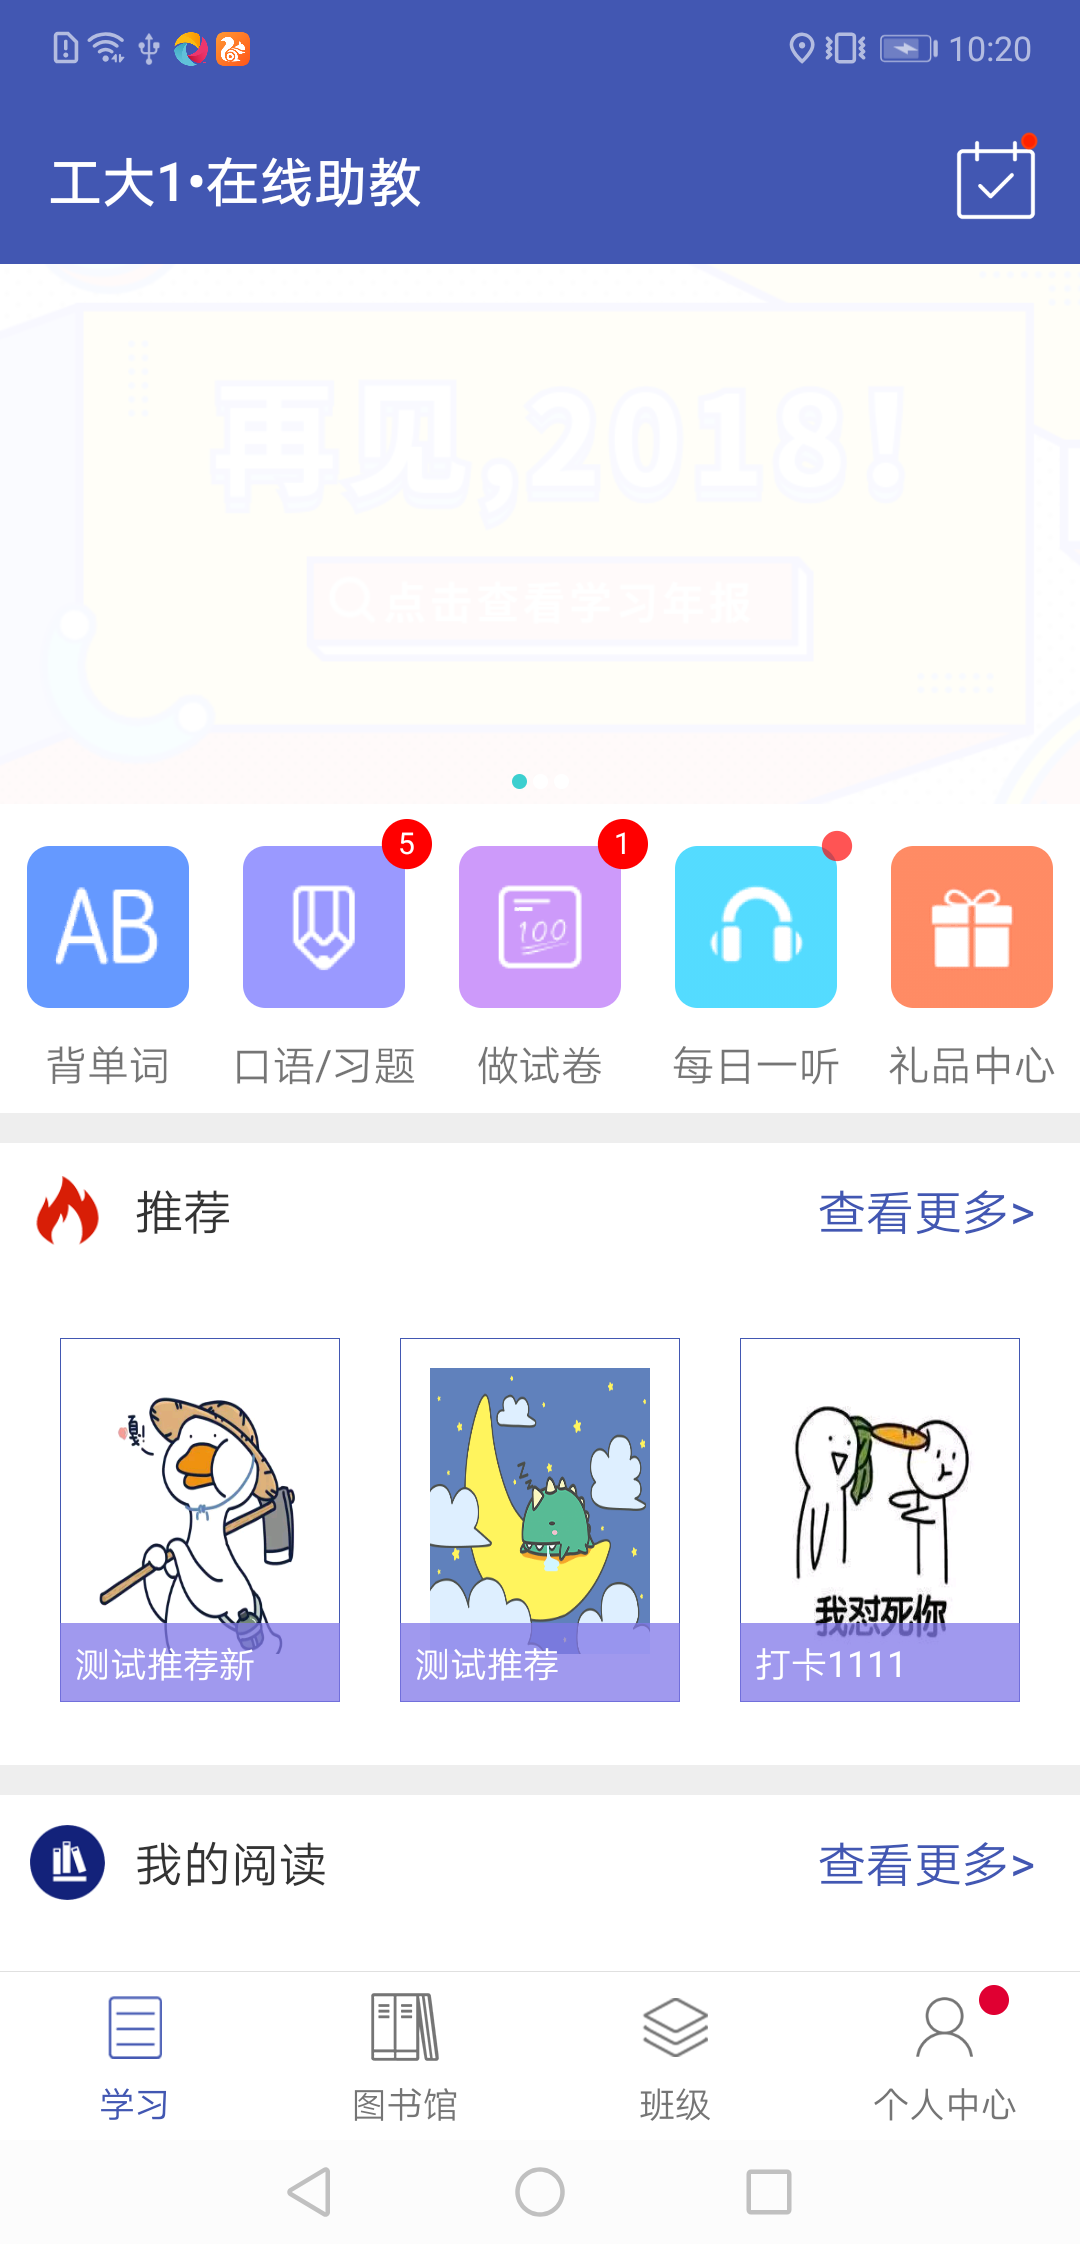 10:20
工大1•在线助教
再见,2018!
点击查看学习年报
5
1
AB
100
背单词
口语/习题
做试卷
每日一听
礼品中心
推荐
查看更多>
嘎!
我怼死你
测试推荐新
测试推荐
打卡1111
我的阅读
查看更多>
学习
图书馆
班级
个人中心